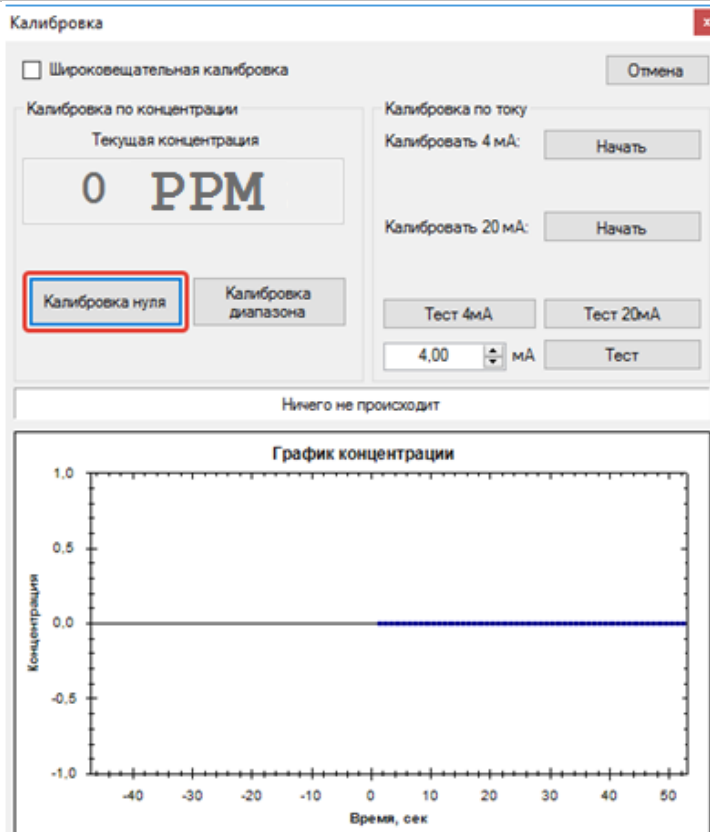 Калибровка
x
Широковещательная калибровка
Отмена
Калибровка по концентрации
Текущая концентрация
0 PPM
Калибровка нуля
Калибровка
диапазона
Калибровка по току
Калибровать 4 мА:
Начать
Калибровать 20 мА:
Начать
Тест 4мА
Тест 20мА
4,00
мА
Тест
Ничего не происходит
График концентрации
Концентрация
1,0
0,5
0,0
-0,5
-1,0
-40 -30 -20 -10 0 10 20 30 40 50
Время, сек